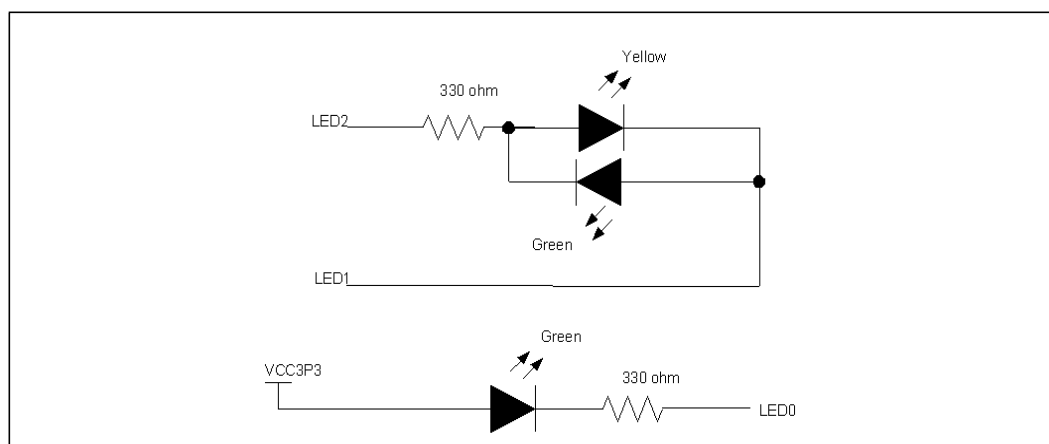 Yellow
330 ohm
LED2
Green
LED1
Green
VCC3P3
330 ohm
LED0